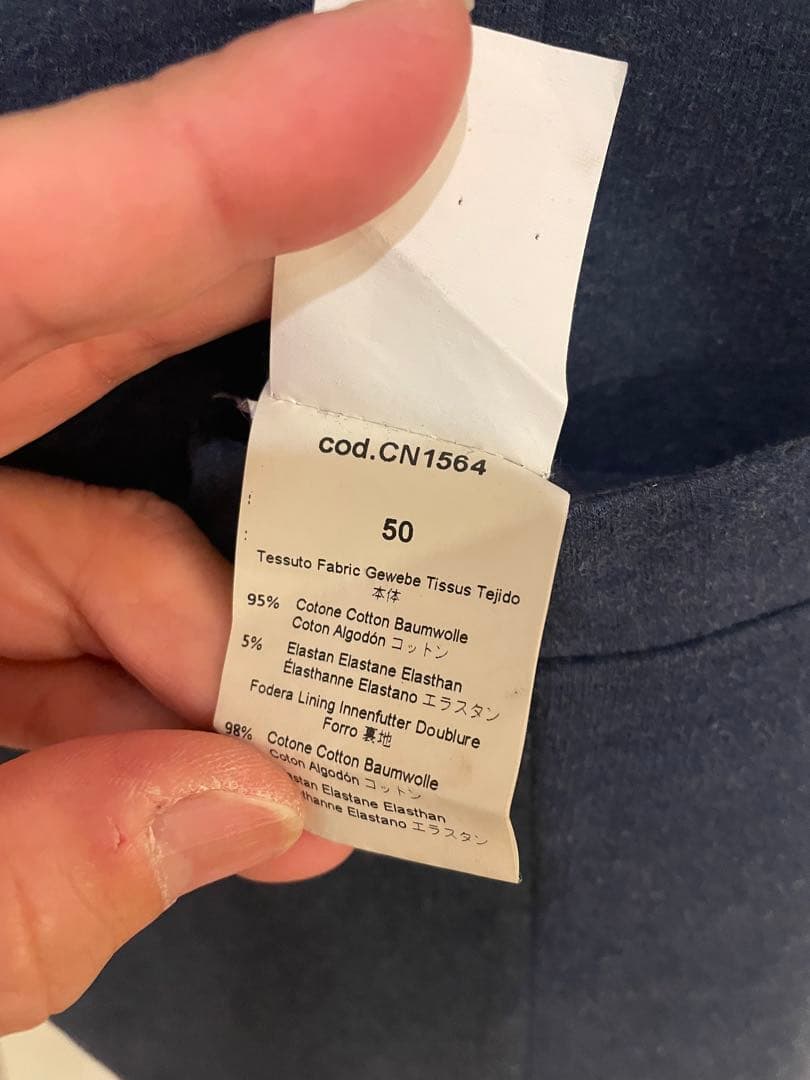 cod.CN1564
50
Tessuto Fabric Gewebe Tissus Tejido
本体
95% Cotone Cotton Baumwolle
Coton Algodón コットン
5% Elastan Elastane Elasthan
Élasthanne Elastano エラスタン
Fodera Lining Innenfutter Doublure
Forro 裏地
98% Cotone Cotton Baumwolle
Coton Algodón コットン
Elastane Elasthan
Elastano エラスタン